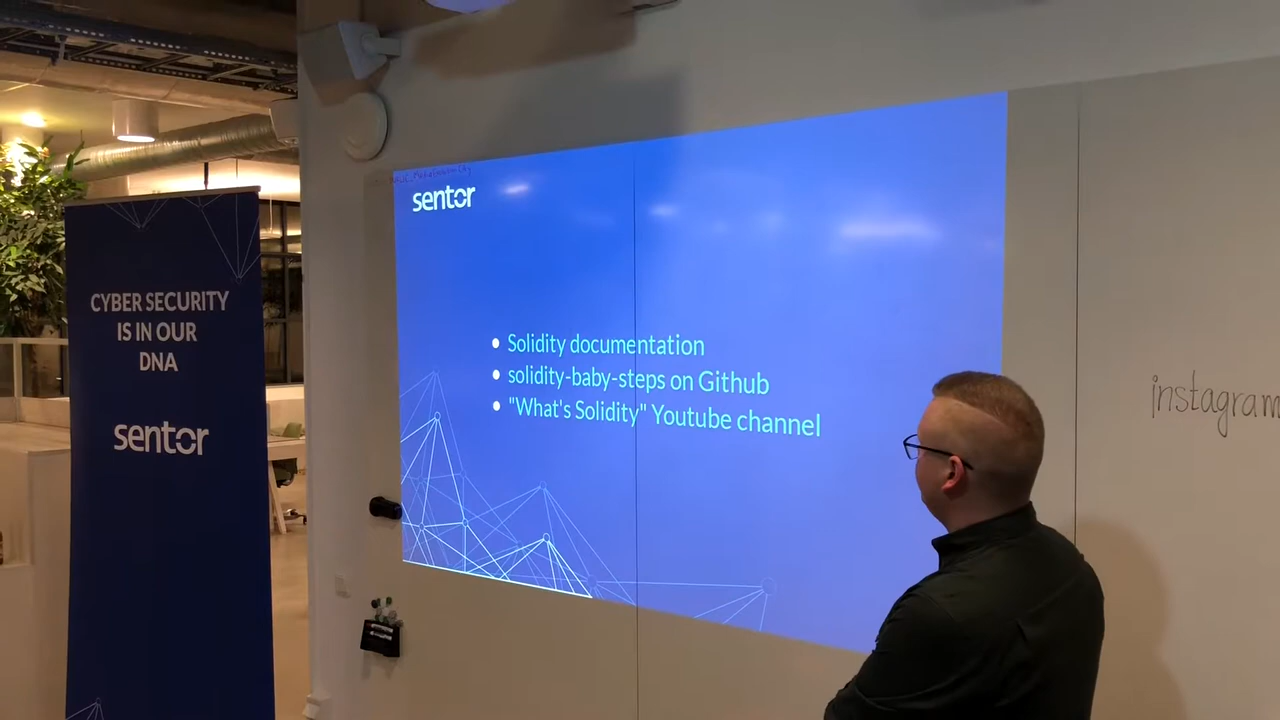 CYBER SECURITY
IS IN OUR
DNA
sentor
sentor
Solidity documentation
solidity-baby-steps on Github
"What's Solidity" Youtube channel
instagram